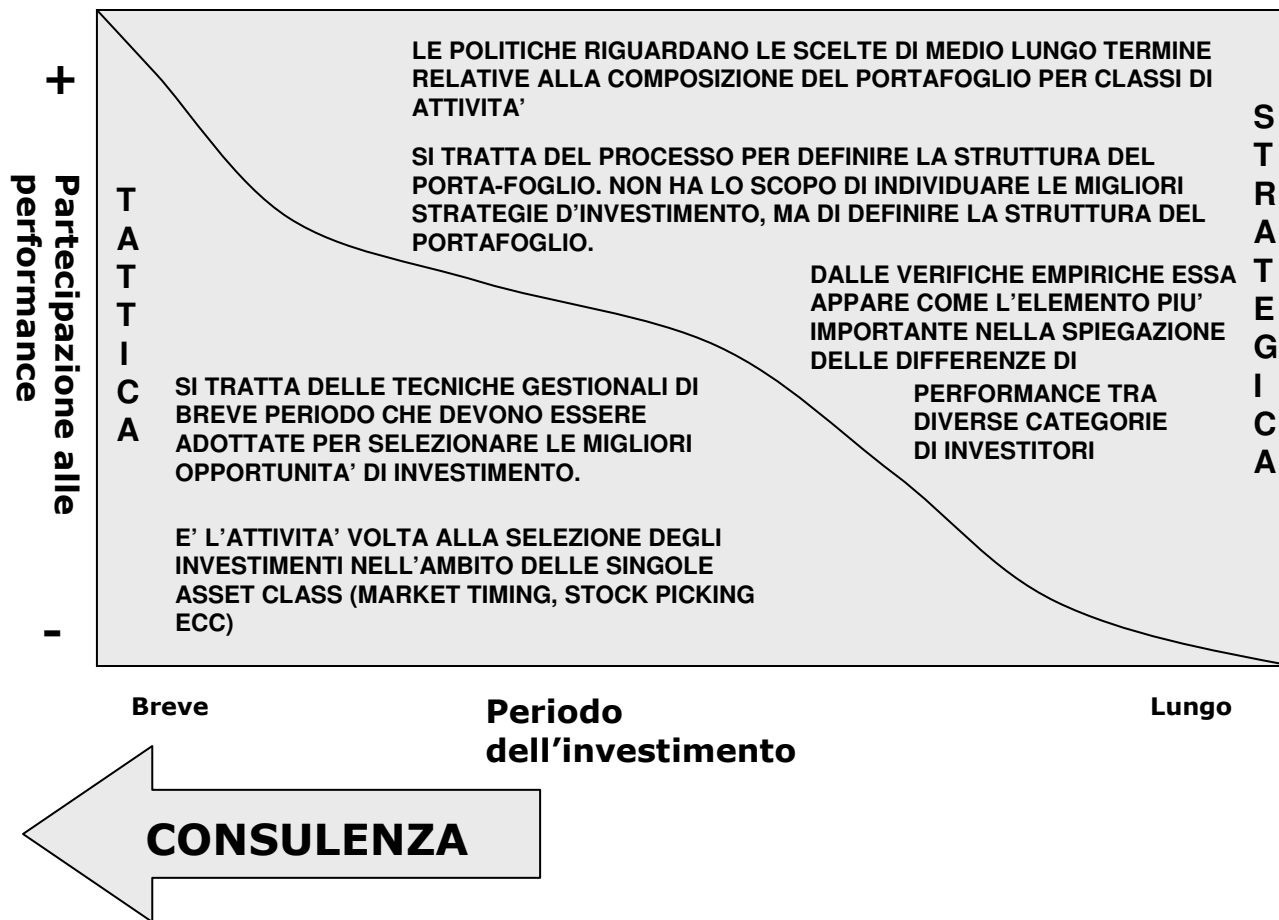 LE POLITICHE RIGUARDANO LE SCELTE DI MEDIO LUNGO TERMINE
RELATIVE ALLA COMPOSIZIONE DEL PORTAFOGLIO PER CLASSI DI
ATTIVITA’
SI TRATTA DEL PROCESSO PER DEFINIRE LA STRUTTURA DEL
PORTA-FOGLIO. NON HA LO SCOPO DI INDIVIDUARE LE MIGLIORI
STRATEGIE D’INVESTIMENTO, MA DI DEFINIRE LA STRUTTURA DEL
PORTAFOGLIO.
DALLE VERIFICHE EMPIRICHE ESSA
APPARE COME L’ELEMENTO PIU’
IMPORTANTE NELLA SPIEGAZIONE
DELLE DIFFERENZE DI
PERFORMANCE TRA
DIVERSE CATEGORIE
DI INVESTITORI
STRATEGICA
+
Partecipazione alle
performance
-
TATTICA
SI TRATTA DELLE TECNICHE GESTIONALI DI
BREVE PERIODO CHE DEVONO ESSERE
ADOTTATE PER SELEZIONARE LE MIGLIORI
OPPORTUNITA’ DI INVESTIMENTO.
E’ L’ATTIVITA’ VOLTA ALLA SELEZIONE DEGLI
INVESTIMENTI NELL’AMBITO DELLE SINGOLE
ASSET CLASS (MARKET TIMING, STOCK PICKING
ECC)
Breve
Periodo
dell’investimento
Lungo
CONSULENZA